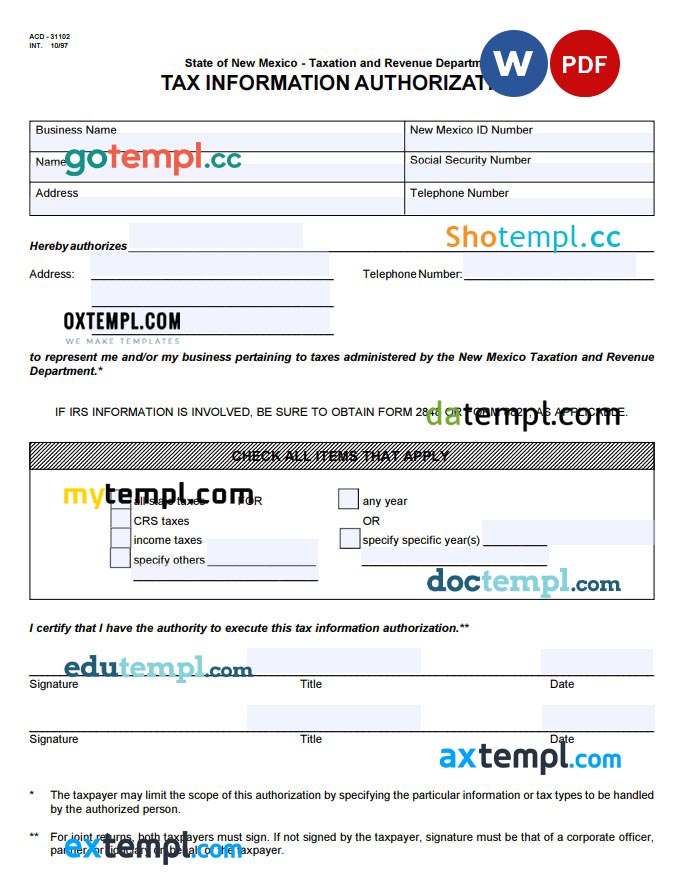 ACD - 31102
INT. 10/97
State of New Mexico - Taxation and Revenue Departm
TAX INFORMATION AUTHORIZAT
W
PDF
Business Name
New Mexico ID Number
Name
gotempl.cc
Social Security Number
Address
Telephone Number
Hereby authorizes
Shotempl.cc
Address:
Telephone Number:
OXTEMPL.COM
WE MAKE TEMPLATES
to represent me and/or my business pertaining to taxes administered by the New Mexico Taxation and Revenue
Department.*
IF IRS INFORMATION IS INVOLVED, BE SURE TO OBTAIN FORM 2848 OR FORM 8821, AS APPLICABLE.
datempl.com
CHECK ALL ITEMS THAT APPLY
mytempl.com
all state taxes FOR
any year
CRS taxes
OR
income taxes
specify specific year(s)
specify others
doctempl.com
I certify that I have the authority to execute this tax information authorization.**
edutempl.com
Signature Title Date
Signature Title Date
axtempl.com
* The taxpayer may limit the scope of this authorization by specifying the particular information or tax types to be handled
by the authorized person.
** For joint returns, both taxpayers must sign. If not signed by the taxpayer, signature must be that of a corporate officer,
partner, or fiduciary on behalf of the taxpayer.
extempl.com